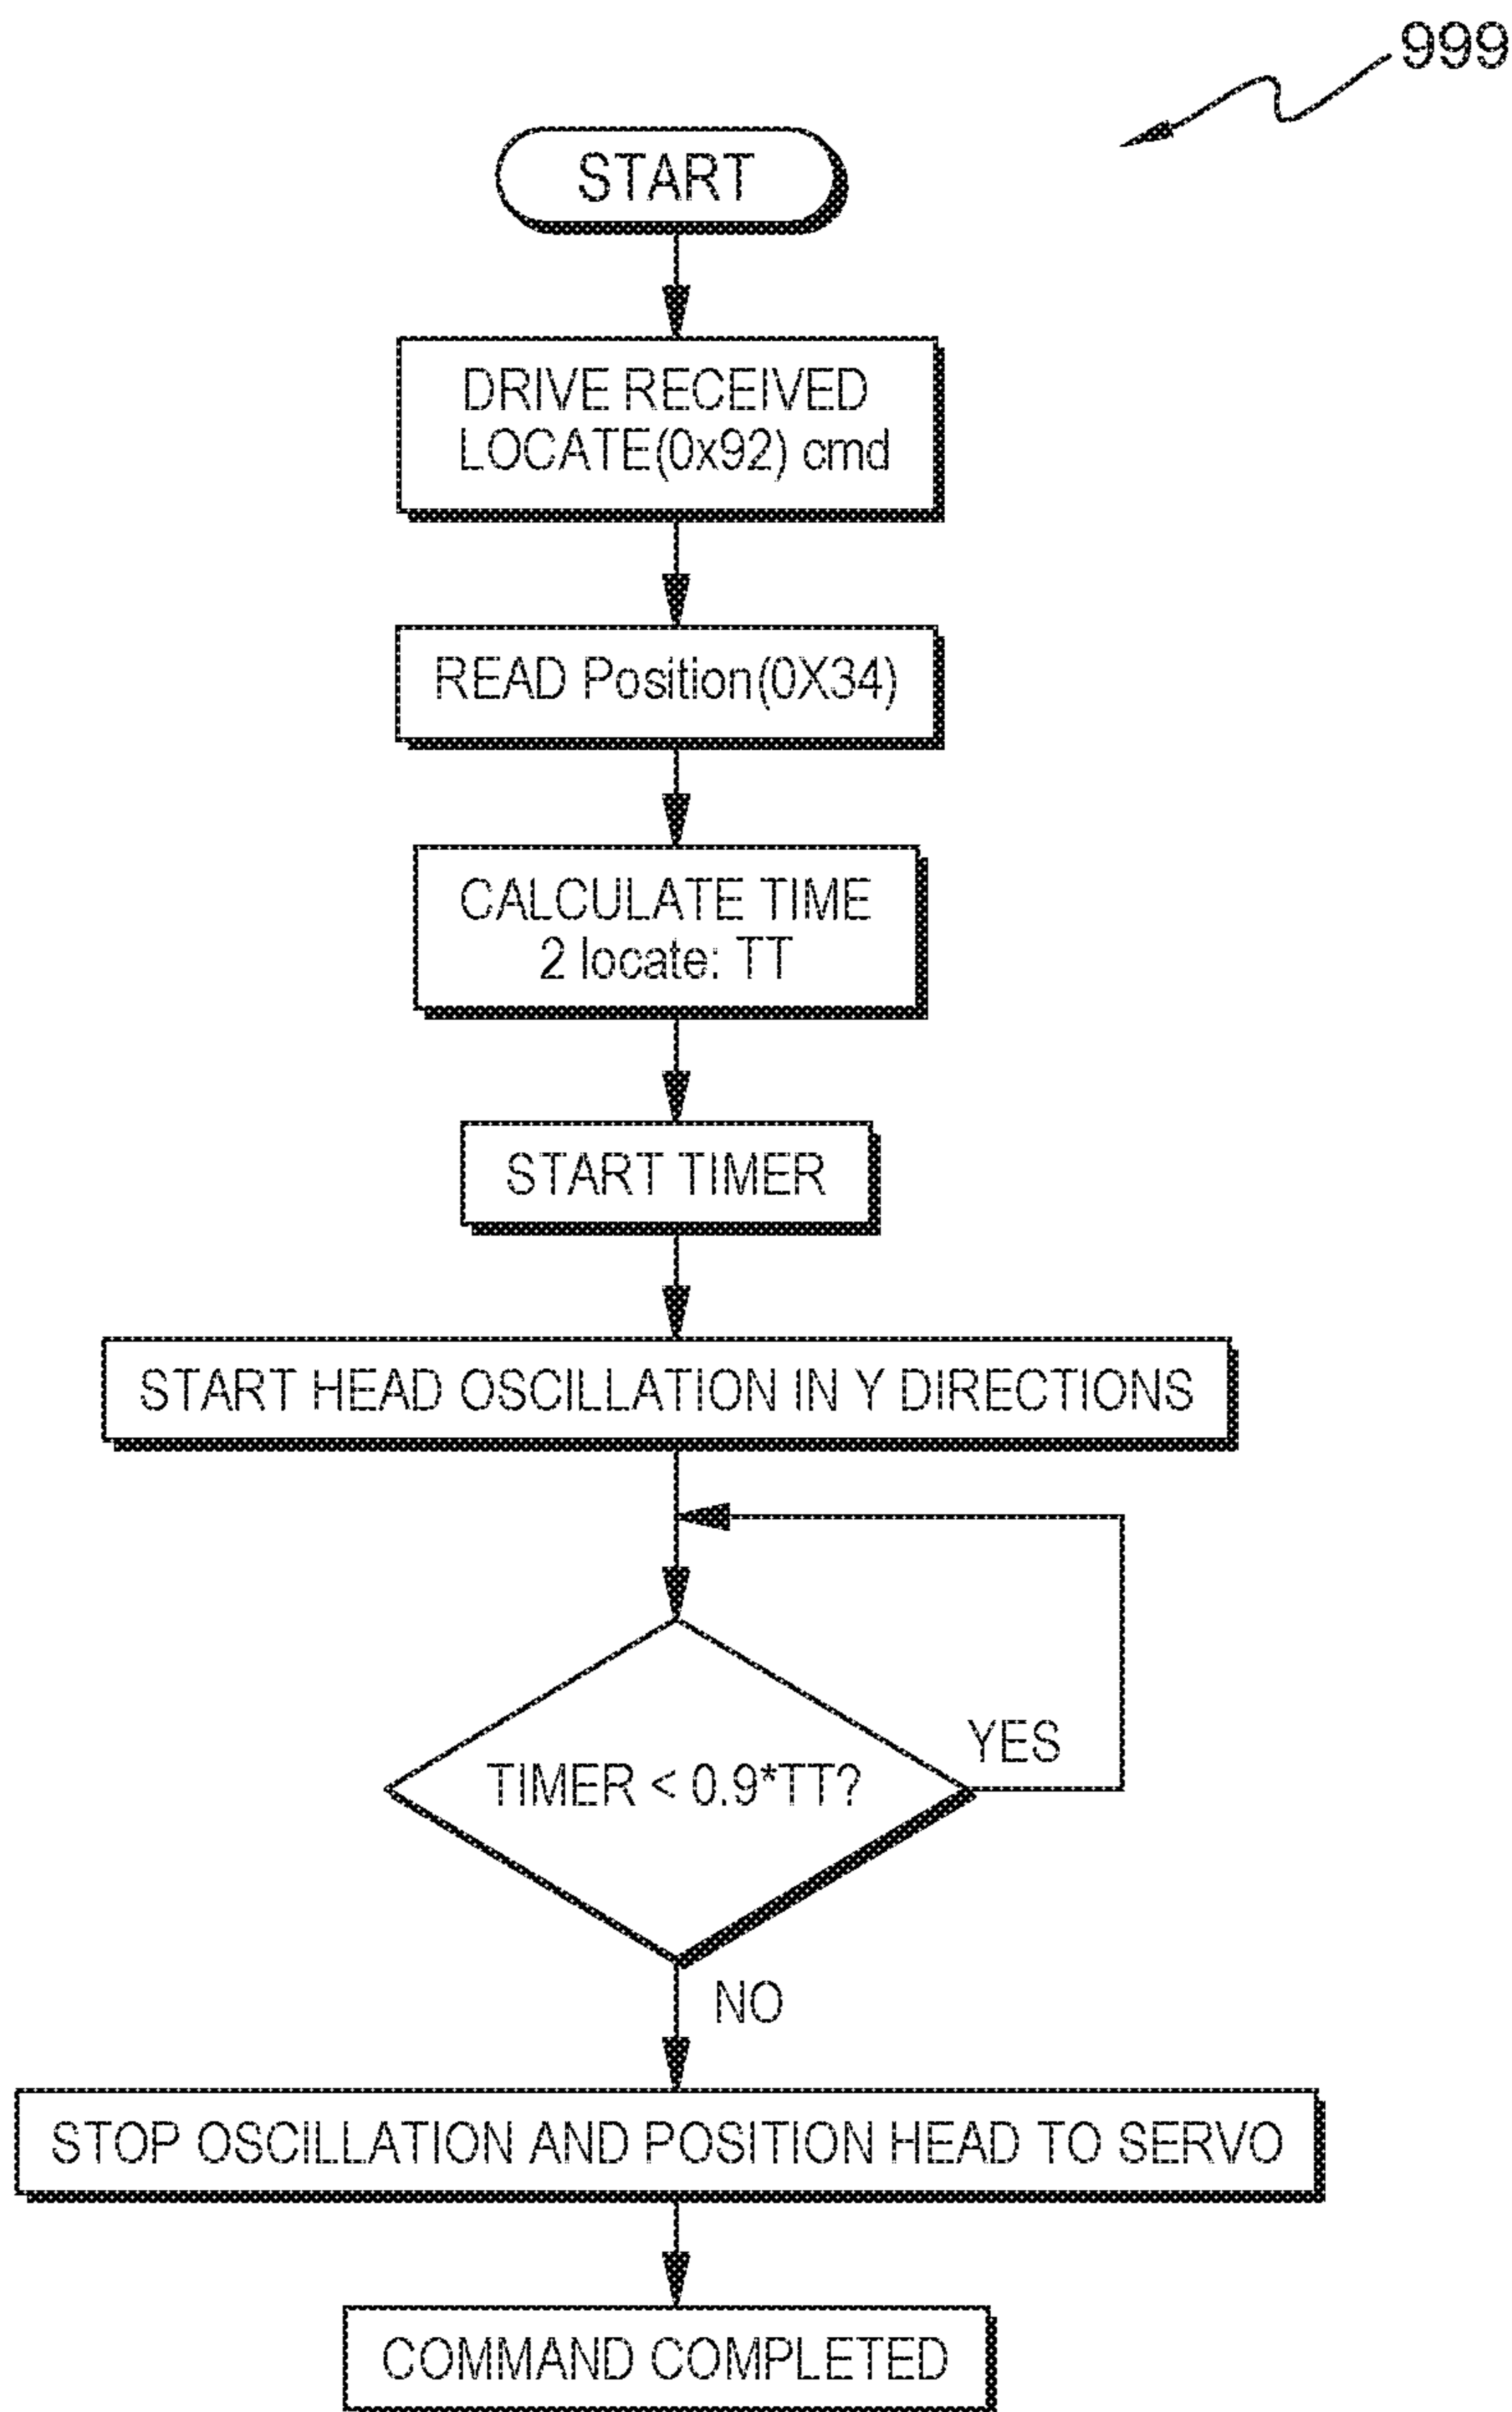 999
START
DRIVE RECEIVED
LOCATE(0x92) cmd
READ Position(0X34)
CALCULATE TIME
2 locate: TT
START TIMER
START HEAD OSCILLATION IN Y DIRECTIONS
YES
TIMER < 0.9*TT?
NO
STOP OSCILLATION AND POSITION HEAD TO SERVO
COMMAND COMPLETED